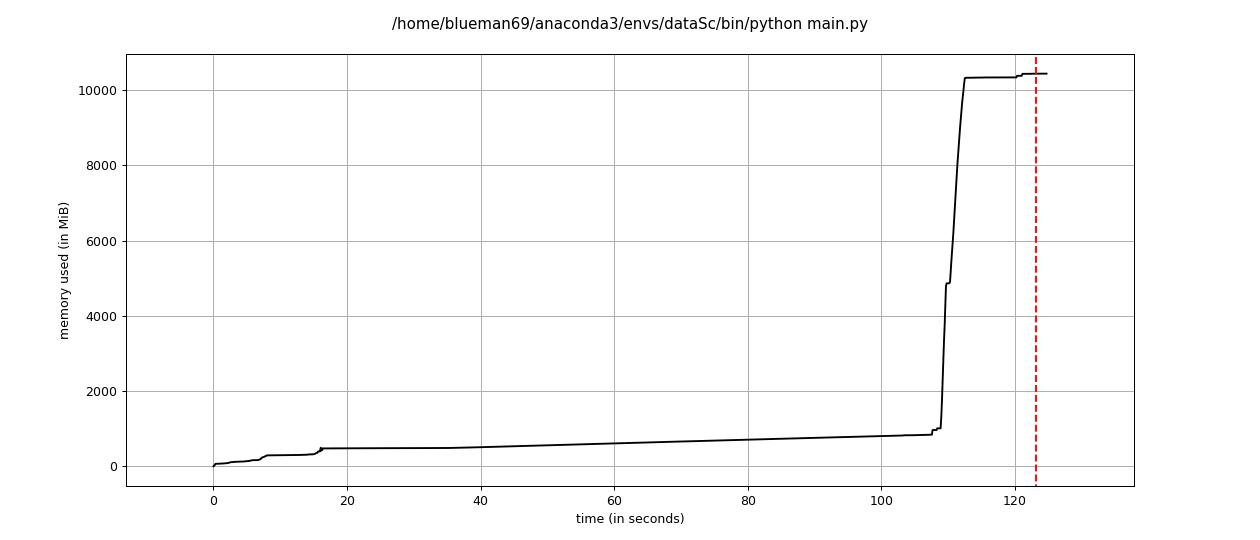 /home/blueman69/anaconda3/envs/dataSc/bin/python main.py
10000
8000
6000
4000
2000
0
memory used (in MiB)
0 20 40 60 80 100 120
time (in seconds)